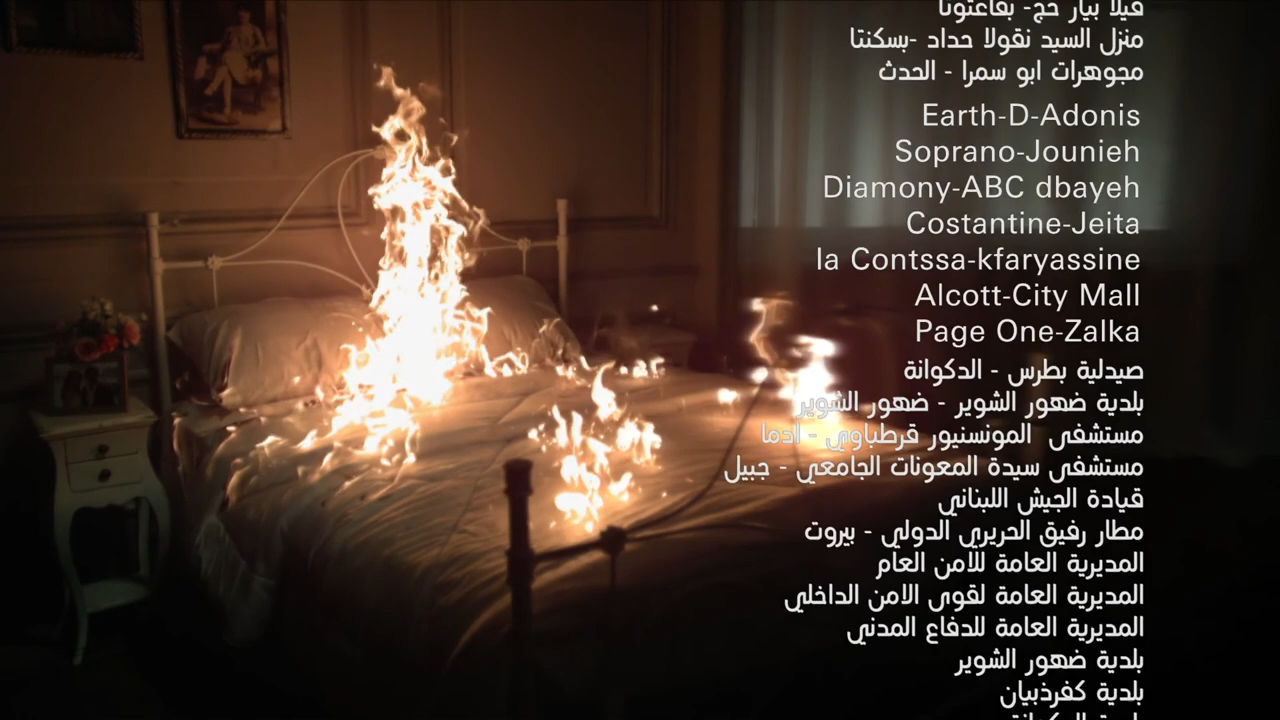 فيلا بيار حج- بقاعتوتا
منزل السيد نقولا حداد -بسكنتا
مجوهرات ابو سمرا - الحدث
Earth-D-Adonis
Soprano-Jounieh
Diamony-ABC dbayeh
Costantine-Jeita
la Contssa-kfaryassine
Alcott-City Mall
Page One-Zalka
صيدلية بطرس - الدكوانة
بلدية ضهور الشوير - ضهور الشوير
مستشفى المونسنيور قرطباوي - ادما
مستشفى سيدة المعونات الجامعي - جبيل
قيادة الجيش اللبناني
مطار رفيق الحريري الدولي - بيروت
المديرية العامة للامن العام
المديرية العامة لقوى الامن الداخلي
المديرية العامة للدفاع المدني
بلدية ضهور الشوير
بلدية كفرذبيان